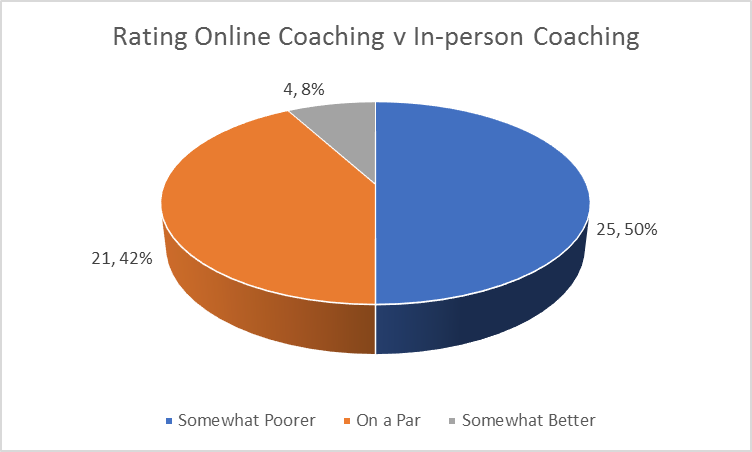 Rating Online Coaching v In-person Coaching
4, 8%
25, 50%
21, 42%
Somewhat Poorer On a Par Somewhat Better